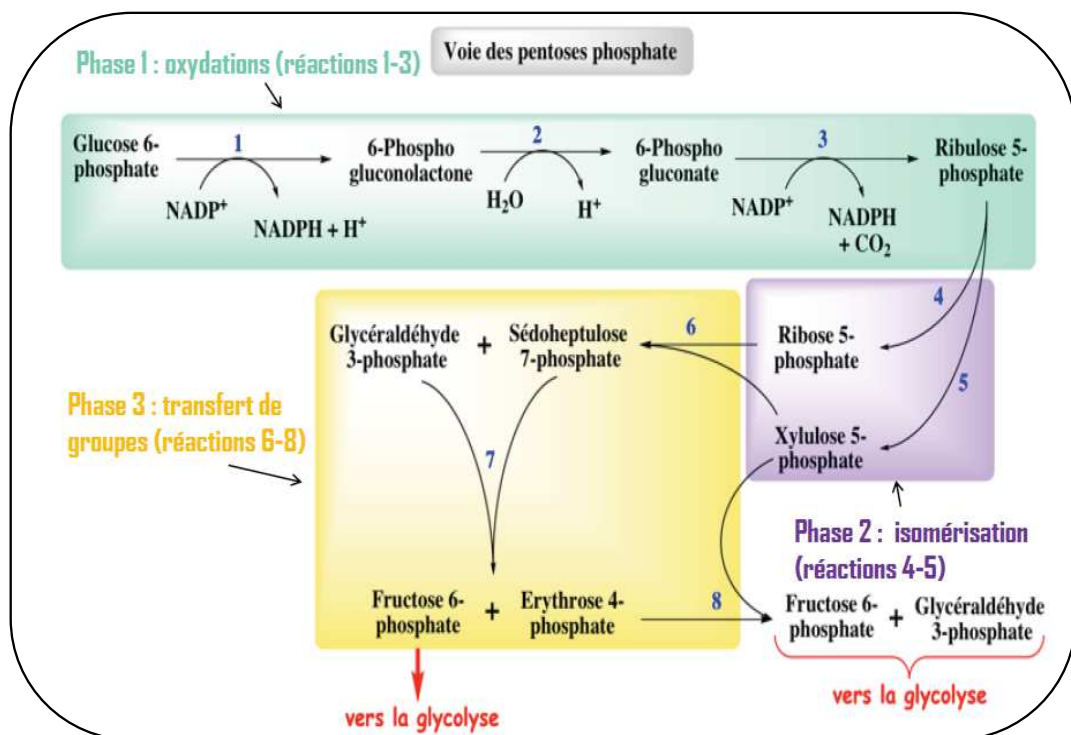 Voie des pentoses phosphate
Phase 1 : oxydations (réactions 1-3)
Glucose 6-
phosphate
1
NADP⁺
NADPH + H⁺
6-Phospho
gluconolactone
2
H₂O
H⁺
6-Phospho
gluconate
3
NADP⁺
NADPH
+ CO₂
Ribulose 5-
phosphate
4
5
Glycéraldéhyde
3-phosphate
+
Sédoheptulose
7-phosphate
6
Ribose 5-
phosphate
Xylulose 5-
phosphate
Phase 3 : transfert de
groupes (réactions 6-8)
7
Phase 2 : isomérisation
(réactions 4-5)
Fructose 6-
phosphate
+
Erythrose 4-
phosphate
8
Fructose 6-
phosphate
+
Glycéraldéhyde
3-phosphate
vers la glycolyse
vers la glycolyse